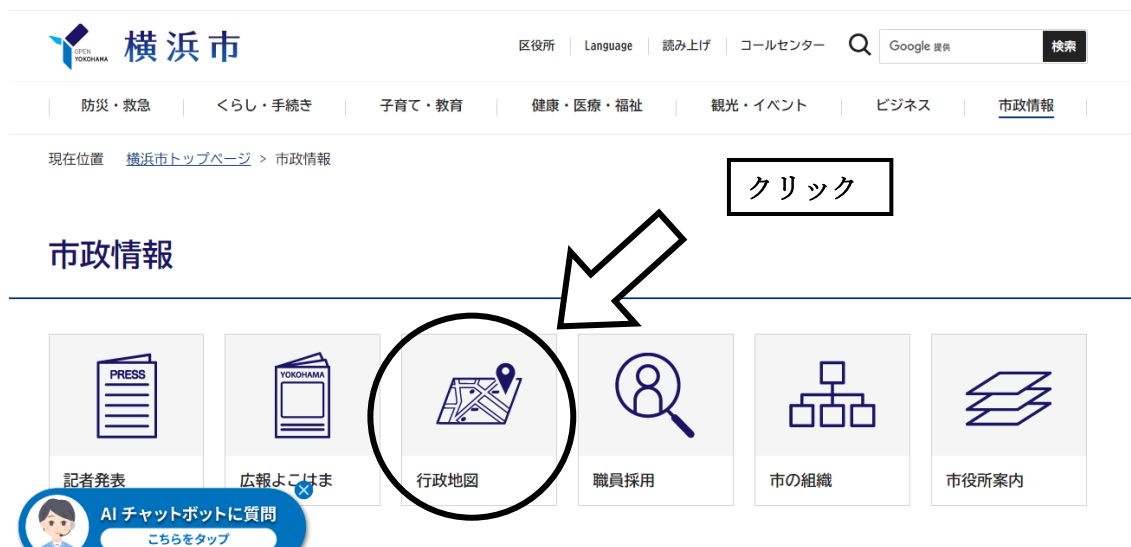 OPEN
YOKOHAMA
横浜市
区役所 Language 読み上げ コールセンター Google 提供 検索
防災・救急 くらし・手続き 子育て・教育 健康・医療・福祉 観光・イベント ビジネス 市政情報
現在位置 横浜市トップページ > 市政情報
クリック
市政情報
PRESS
YOKOHAMA
記者発表 広報よこはま 行政地図 職員採用 市の組織 市役所案内
AI チャットボットに質問
こちらをタップ